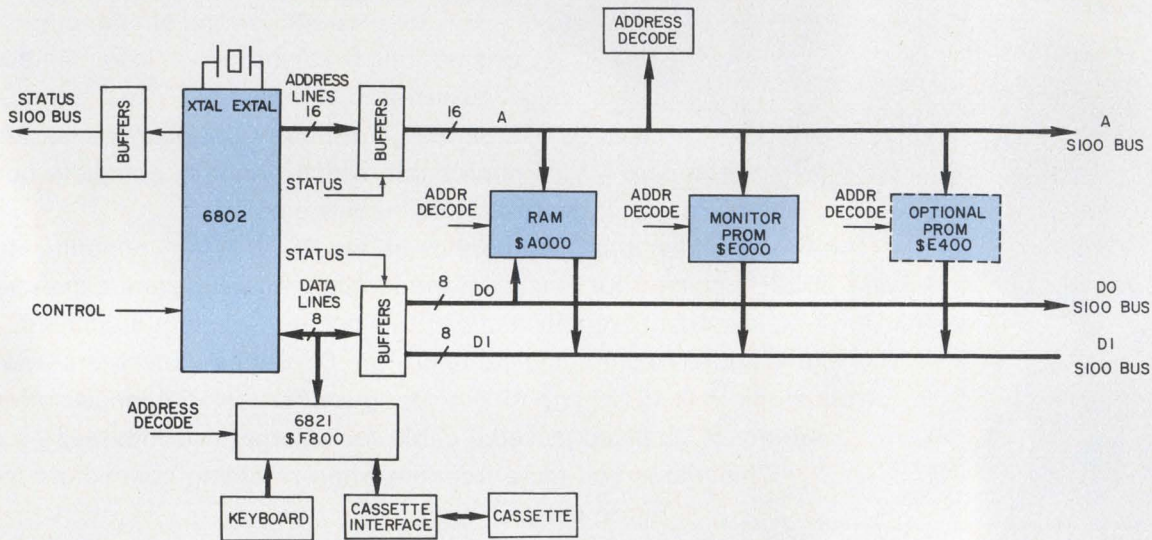 ADDRESS
DECODE
XTAL EXTAL
ADDRESS
LINES
16
STATUS
S100 BUS
BUFFERS
BUFFERS
16
A
A
S100 BUS
STATUS
6802
ADDR
DECODE
RAM
$A000
ADDR
DECODE
MONITOR
PROM
$E000
ADDR
DECODE
OPTIONAL
PROM
$E400
STATUS
CONTROL
DATA
LINES
8
BUFFERS
8
DO
DO
S100 BUS
8
DI
DI
S100 BUS
ADDRESS
DECODE
6821
$F800
KEYBOARD
CASSETTE
INTERFACE
CASSETTE